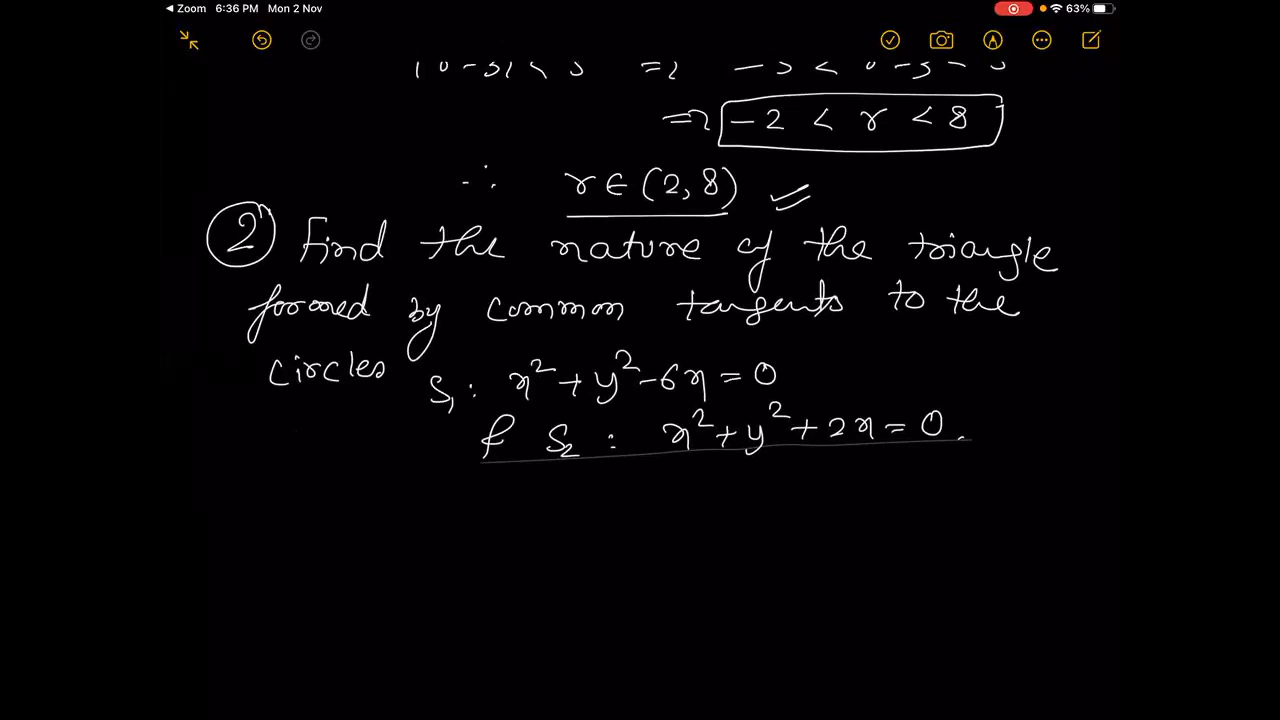 Zoom 6:36 PM Mon 2 Nov 63%
=> -2 < r < 8
∴ r ∈ (2, 8)
2 Find the nature of the triangle
formed by common tangents to the
circles S₁ : x² + y² - 6x = 0
& S₂ : x² + y² + 2x = 0.